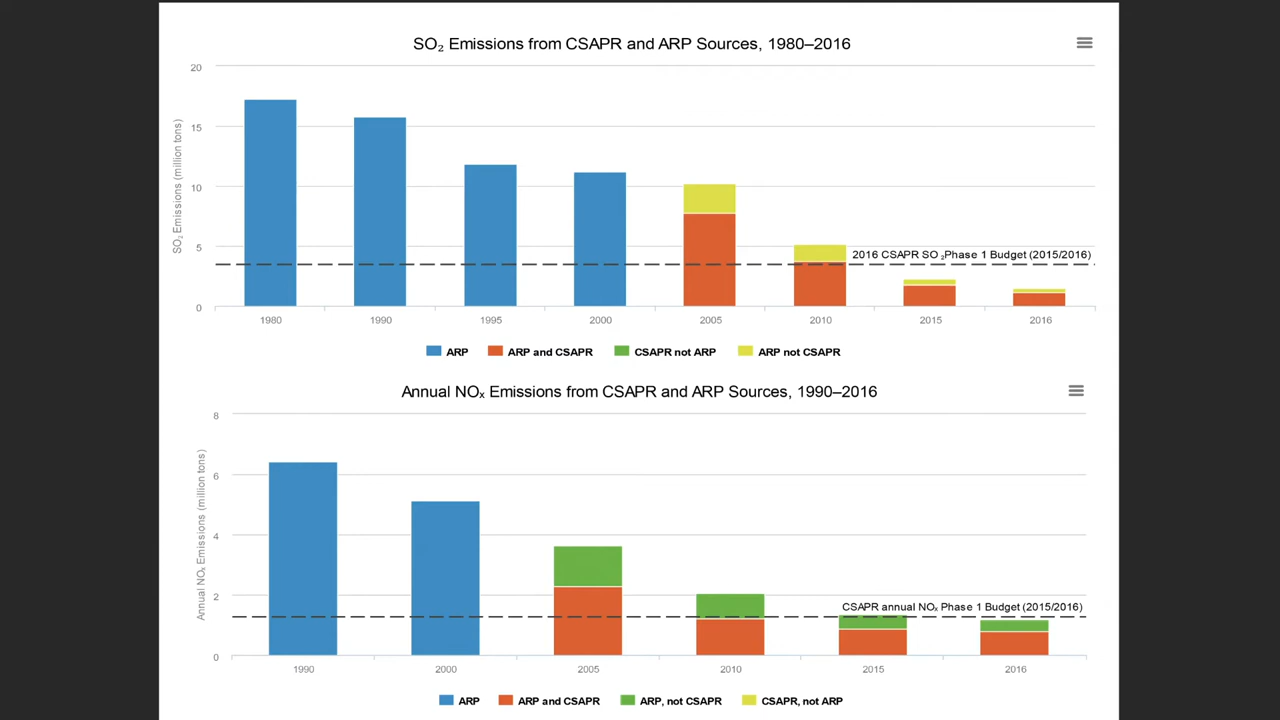 SO₂ Emissions from CSAPR and ARP Sources, 1980–2016
20
15
10
5
0
SO₂ Emissions (million tons)
2016 CSAPR SO ₂Phase 1 Budget (2015/2016)
1980 1990 1995 2000 2005 2010 2015 2016
ARP ARP and CSAPR CSAPR not ARP ARP not CSAPR
Annual NOₓ Emissions from CSAPR and ARP Sources, 1990–2016
8
6
4
2
0
Annual NOₓ Emissions (million tons)
CSAPR annual NOₓ Phase 1 Budget (2015/2016)
1990 2000 2005 2010 2015 2016
ARP ARP and CSAPR ARP, not CSAPR CSAPR, not ARP